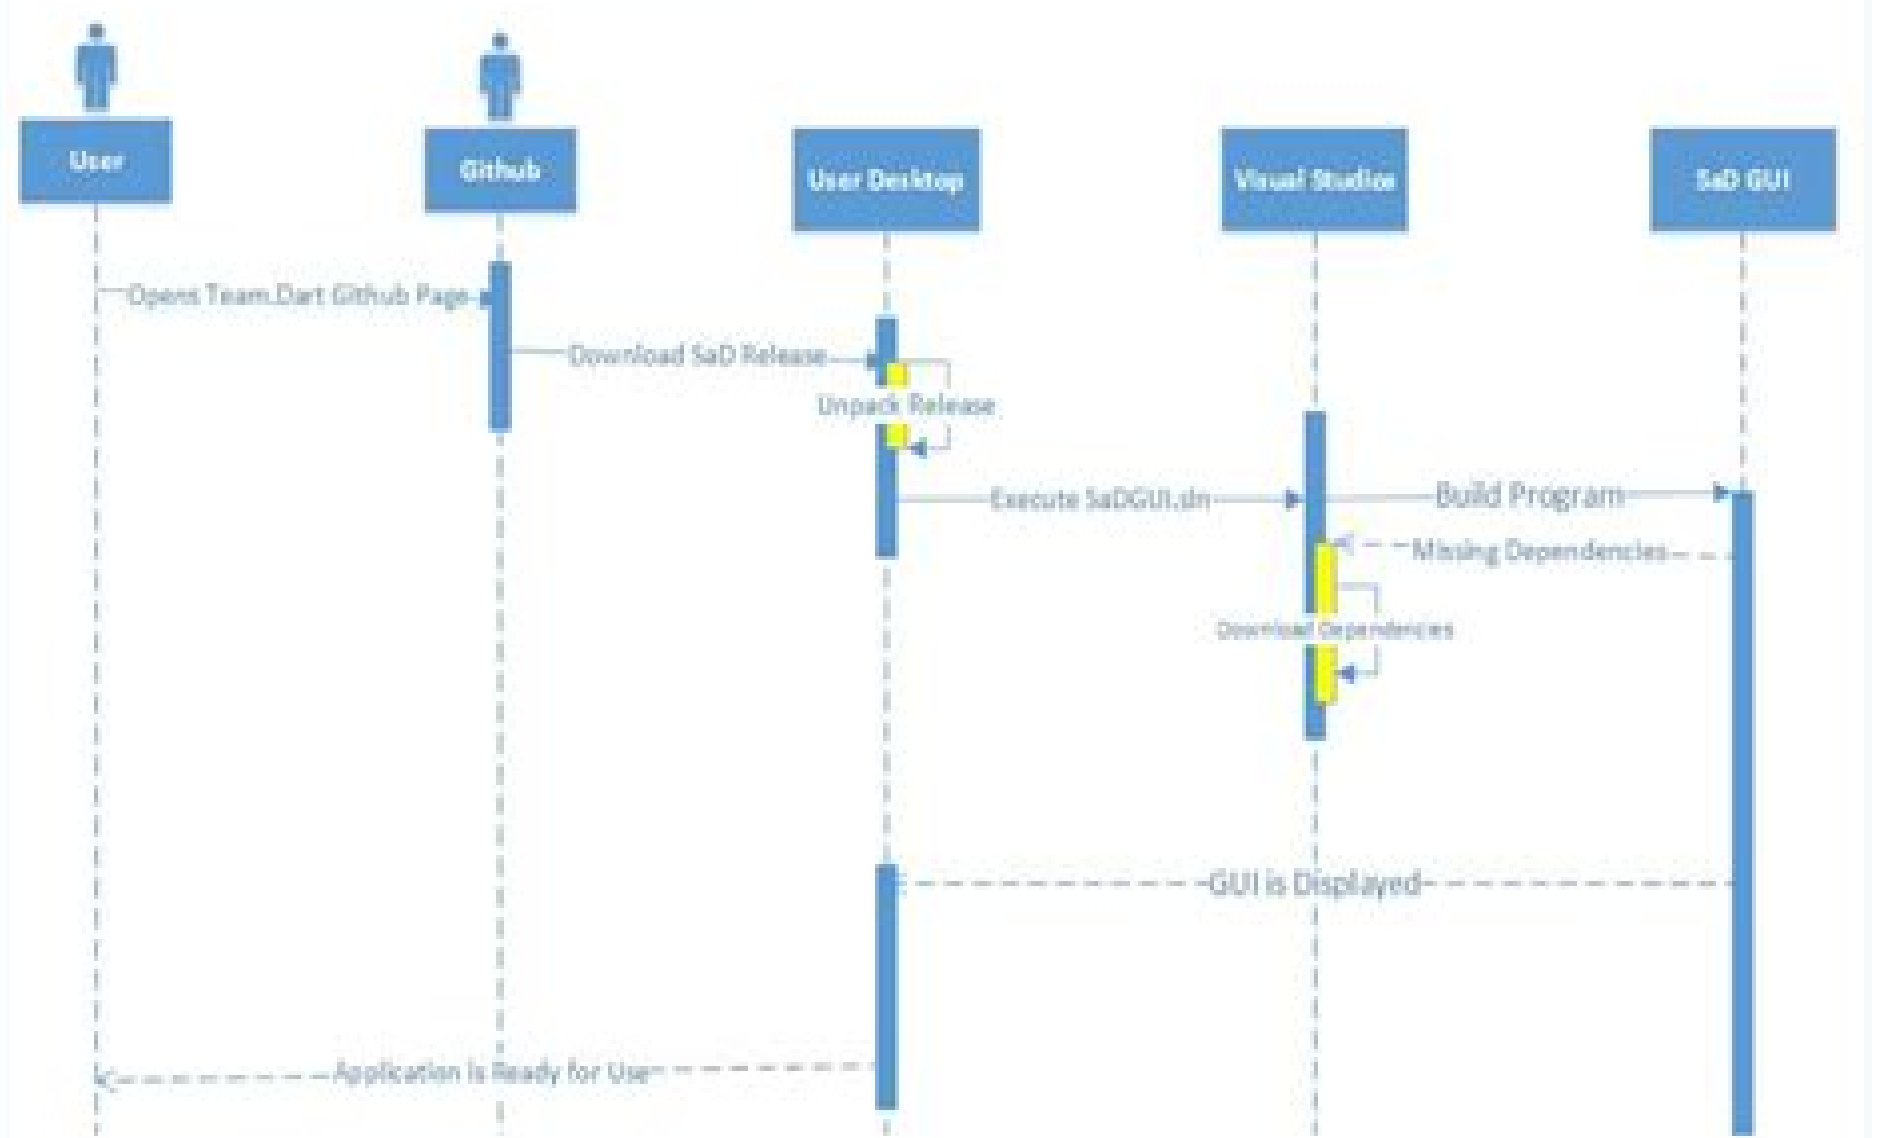 User
Github
User Desktop
Visual Studios
SaD GUI
Opens Team.Dart Github Page
Download SaD Release
Unpack Release
Execute SaDGUI.sln
Build Program
Missing Dependencies
Download Dependencies
GUI is Displayed
Application is Ready for Use